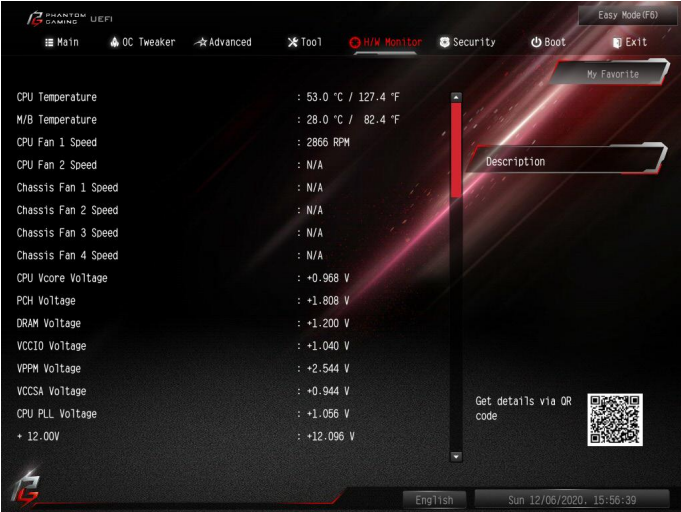 PHANTOM GAMING UEFI
Easy Mode(F6)
Main OC Tweaker Advanced Tool H/W Monitor Security Boot Exit
My Favorite
CPU Temperature : 53.0 °C / 127.4 °F
M/B Temperature : 28.0 °C / 82.4 °F
CPU Fan 1 Speed : 2866 RPM
CPU Fan 2 Speed : N/A
Description
Chassis Fan 1 Speed : N/A
Chassis Fan 2 Speed : N/A
Chassis Fan 3 Speed : N/A
Chassis Fan 4 Speed : N/A
CPU Vcore Voltage : +0.968 V
PCH Voltage : +1.808 V
DRAM Voltage : +1.200 V
VCCIO Voltage : +1.040 V
VPPM Voltage : +2.544 V
VCCSA Voltage : +0.944 V
CPU PLL Voltage : +1.056 V
+ 12.00V : +12.096 V
Get details via QR
code
English
Sun 12/06/2020. 15:56:39